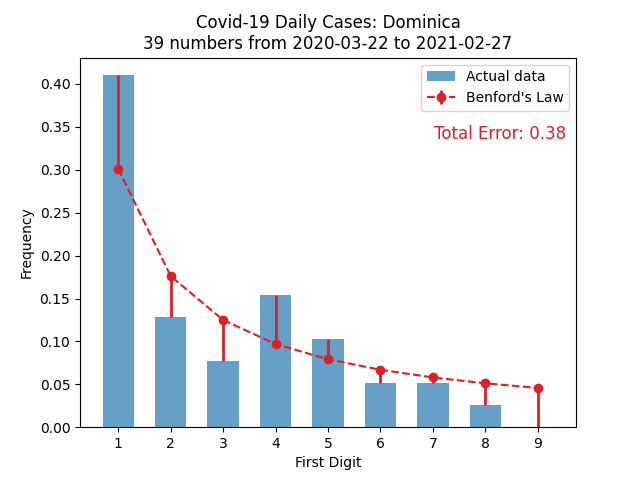 Covid-19 Daily Cases: Dominica
39 numbers from 2020-03-22 to 2021-02-27
Actual data
Benford's Law
Total Error: 0.38
Frequency
0.40
0.35
0.30
0.25
0.20
0.15
0.10
0.05
0.00
1 2 3 4 5 6 7 8 9
First Digit